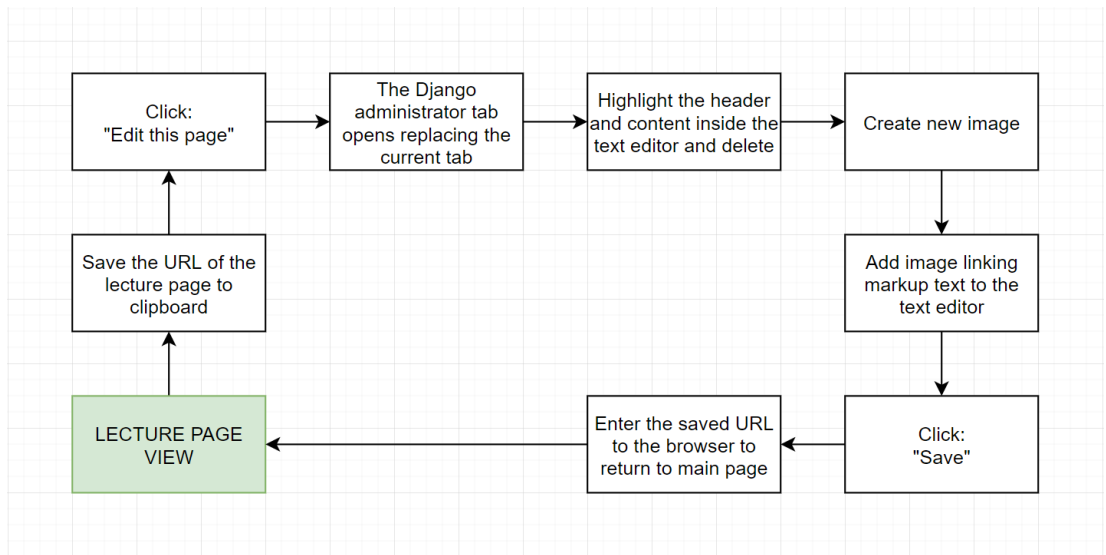 Click:
"Edit this page"
The Django
administrator tab
opens replacing the
current tab
Highlight the header
and content inside the
text editor and delete
Create new image
Save the URL of the
lecture page to
clipboard
Add image linking
markup text to the
text editor
LECTURE PAGE
VIEW
Enter the saved URL
to the browser to
return to main page
Click:
"Save"